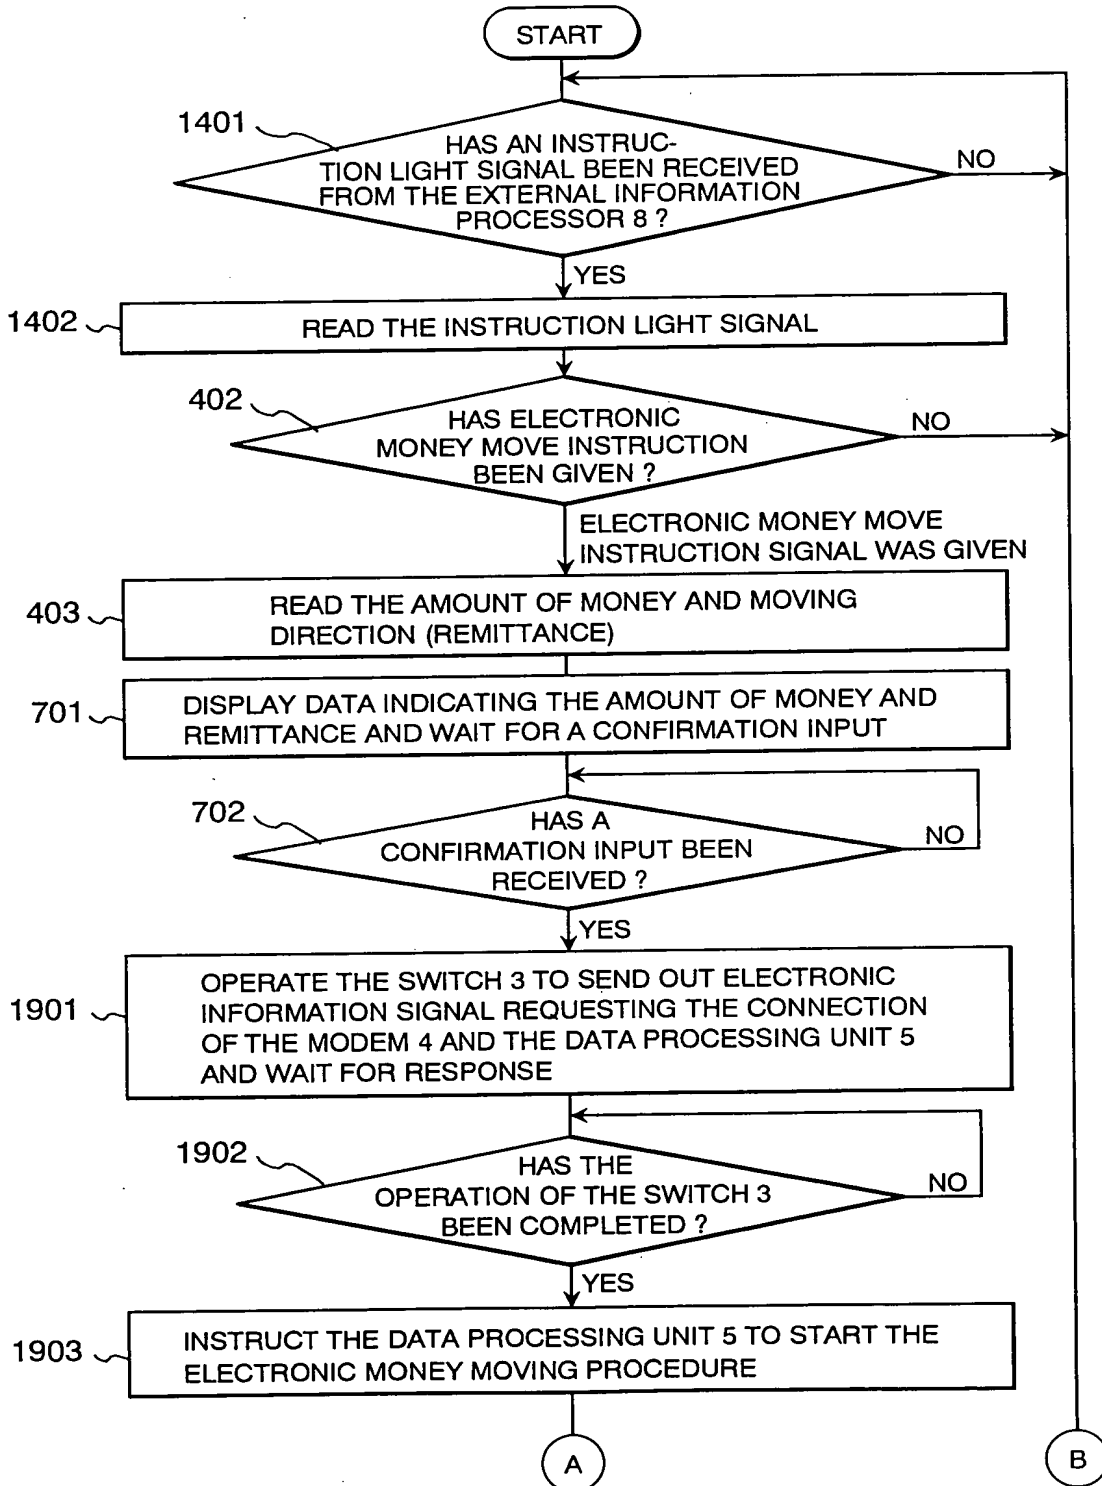 START
1401
HAS AN INSTRUC-
TION LIGHT SIGNAL BEEN RECEIVED
FROM THE EXTERNAL INFORMATION
PROCESSOR 8 ?
NO
YES
1402
READ THE INSTRUCTION LIGHT SIGNAL
402
HAS ELECTRONIC
MONEY MOVE INSTRUCTION
BEEN GIVEN ?
NO
ELECTRONIC MONEY MOVE
INSTRUCTION SIGNAL WAS GIVEN
403
READ THE AMOUNT OF MONEY AND MOVING
DIRECTION (REMITTANCE)
701
DISPLAY DATA INDICATING THE AMOUNT OF MONEY AND
REMITTANCE AND WAIT FOR A CONFIRMATION INPUT
702
HAS A
CONFIRMATION INPUT BEEN
RECEIVED ?
NO
YES
1901
OPERATE THE SWITCH 3 TO SEND OUT ELECTRONIC
INFORMATION SIGNAL REQUESTING THE CONNECTION
OF THE MODEM 4 AND THE DATA PROCESSING UNIT 5
AND WAIT FOR RESPONSE
1902
HAS THE
OPERATION OF THE SWITCH 3
BEEN COMPLETED ?
NO
YES
1903
INSTRUCT THE DATA PROCESSING UNIT 5 TO START THE
ELECTRONIC MONEY MOVING PROCEDURE
A
B